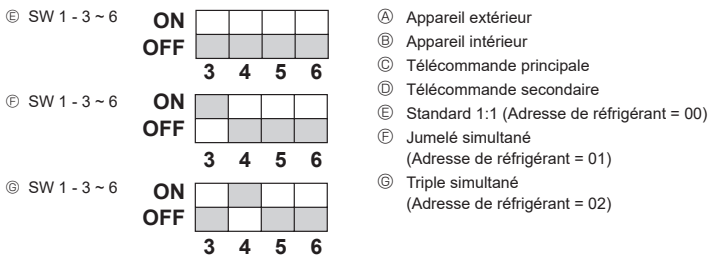 Ⓔ SW 1 - 3 ~ 6
ON
OFF
3 4 5 6
Ⓕ SW 1 - 3 ~ 6
ON
OFF
3 4 5 6
Ⓖ SW 1 - 3 ~ 6
ON
OFF
3 4 5 6
Ⓐ Appareil extérieur
Ⓑ Appareil intérieur
Ⓒ Télécommande principale
Ⓓ Télécommande secondaire
Ⓔ Standard 1:1 (Adresse de réfrigérant = 00)
Ⓕ Jumelé simultané
(Adresse de réfrigérant = 01)
Ⓖ Triple simultané
(Adresse de réfrigérant = 02)